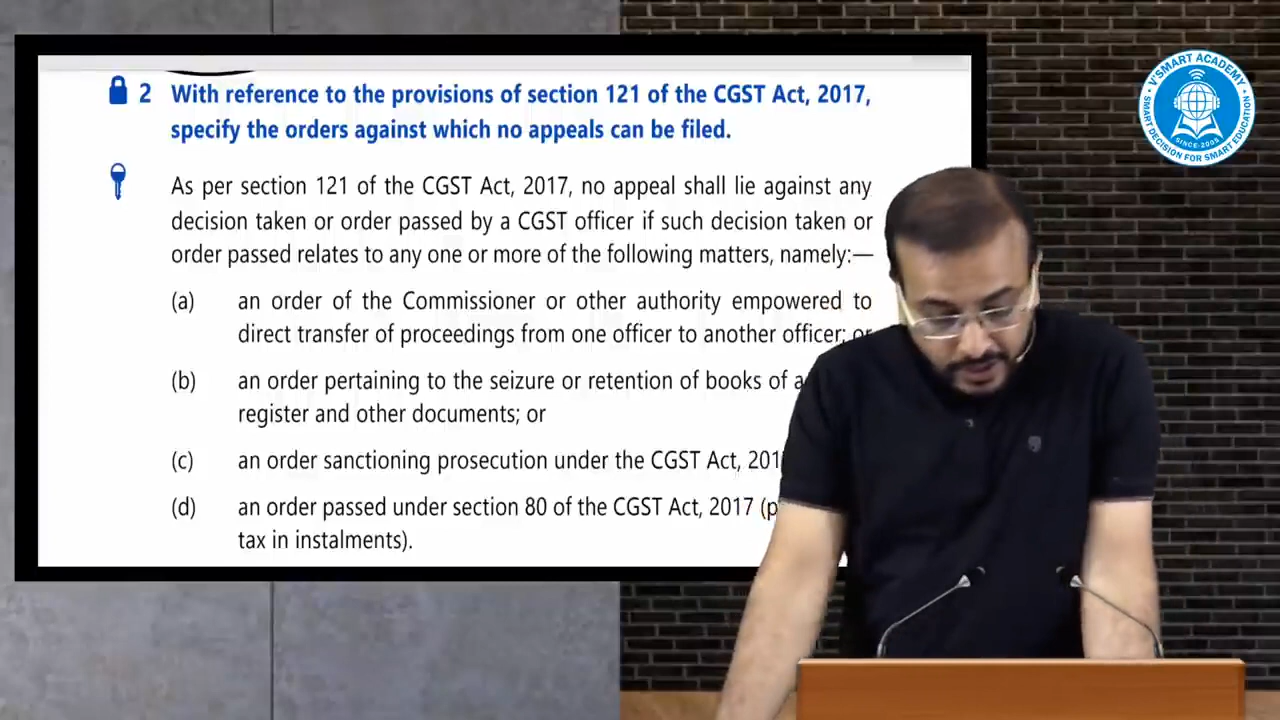 2 With reference to the provisions of section 121 of the CGST Act, 2017,
specify the orders against which no appeals can be filed.
As per section 121 of the CGST Act, 2017, no appeal shall lie against any
decision taken or order passed by a CGST officer if such decision taken or
order passed relates to any one or more of the following matters, namely:—
(a) an order of the Commissioner or other authority empowered to
direct transfer of proceedings from one officer to another officer; or
(b) an order pertaining to the seizure or retention of books of
register and other documents; or
(c) an order sanctioning prosecution under the CGST Act, 201
(d) an order passed under section 80 of the CGST Act, 2017 (
tax in instalments).
V'SMART ACADEMY
SINCE-2003
SMART DECISION FOR SMART EDUCATION